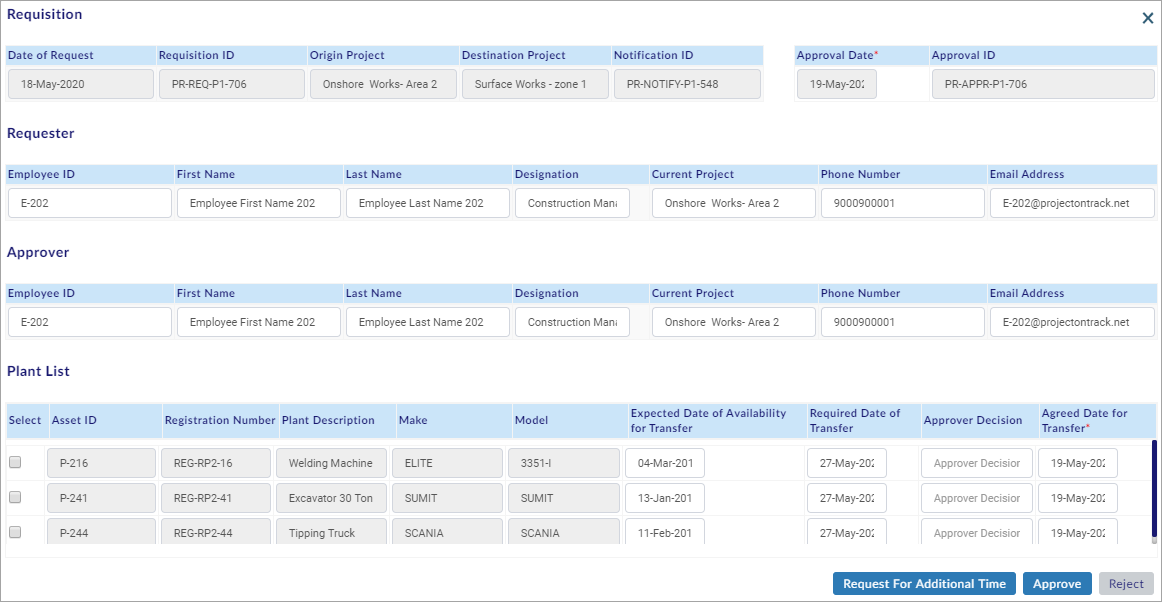 Requisition
Date of Request Requisition ID Origin Project Destination Project Notification ID Approval Date* Approval ID
18-May-2020 PR-REQ-P1-706 Onshore Works- Area 2 Surface Works - zone 1 PR-NOTIFY-P1-548 19-May-202 PR-APPR-P1-706
Requester
Employee ID First Name Last Name Designation Current Project Phone Number Email Address
E-202 Employee First Name 202 Employee Last Name 202 Construction Mana Onshore Works- Area 2 9000900001 E-202@projectontrack.net
Approver
Employee ID First Name Last Name Designation Current Project Phone Number Email Address
E-202 Employee First Name 202 Employee Last Name 202 Construction Mana Onshore Works- Area 2 9000900001 E-202@projectontrack.net
Plant List
Select Asset ID Registration Number Plant Description Make Model Expected Date of Availability for Transfer Required Date of Transfer Approver Decision Agreed Date for Transfer*
P-216 REG-RP2-16 Welding Machine ELITE 3351-I 04-Mar-201 27-May-202 Approver Decision 19-May-202
P-241 REG-RP2-41 Excavator 30 Ton SUMIT SUMIT 13-Jan-201 27-May-202 Approver Decision 19-May-202
P-244 REG-RP2-44 Tipping Truck SCANIA SCANIA 11-Feb-201 27-May-202 Approver Decision 19-May-202
Request For Additional Time Approve Reject